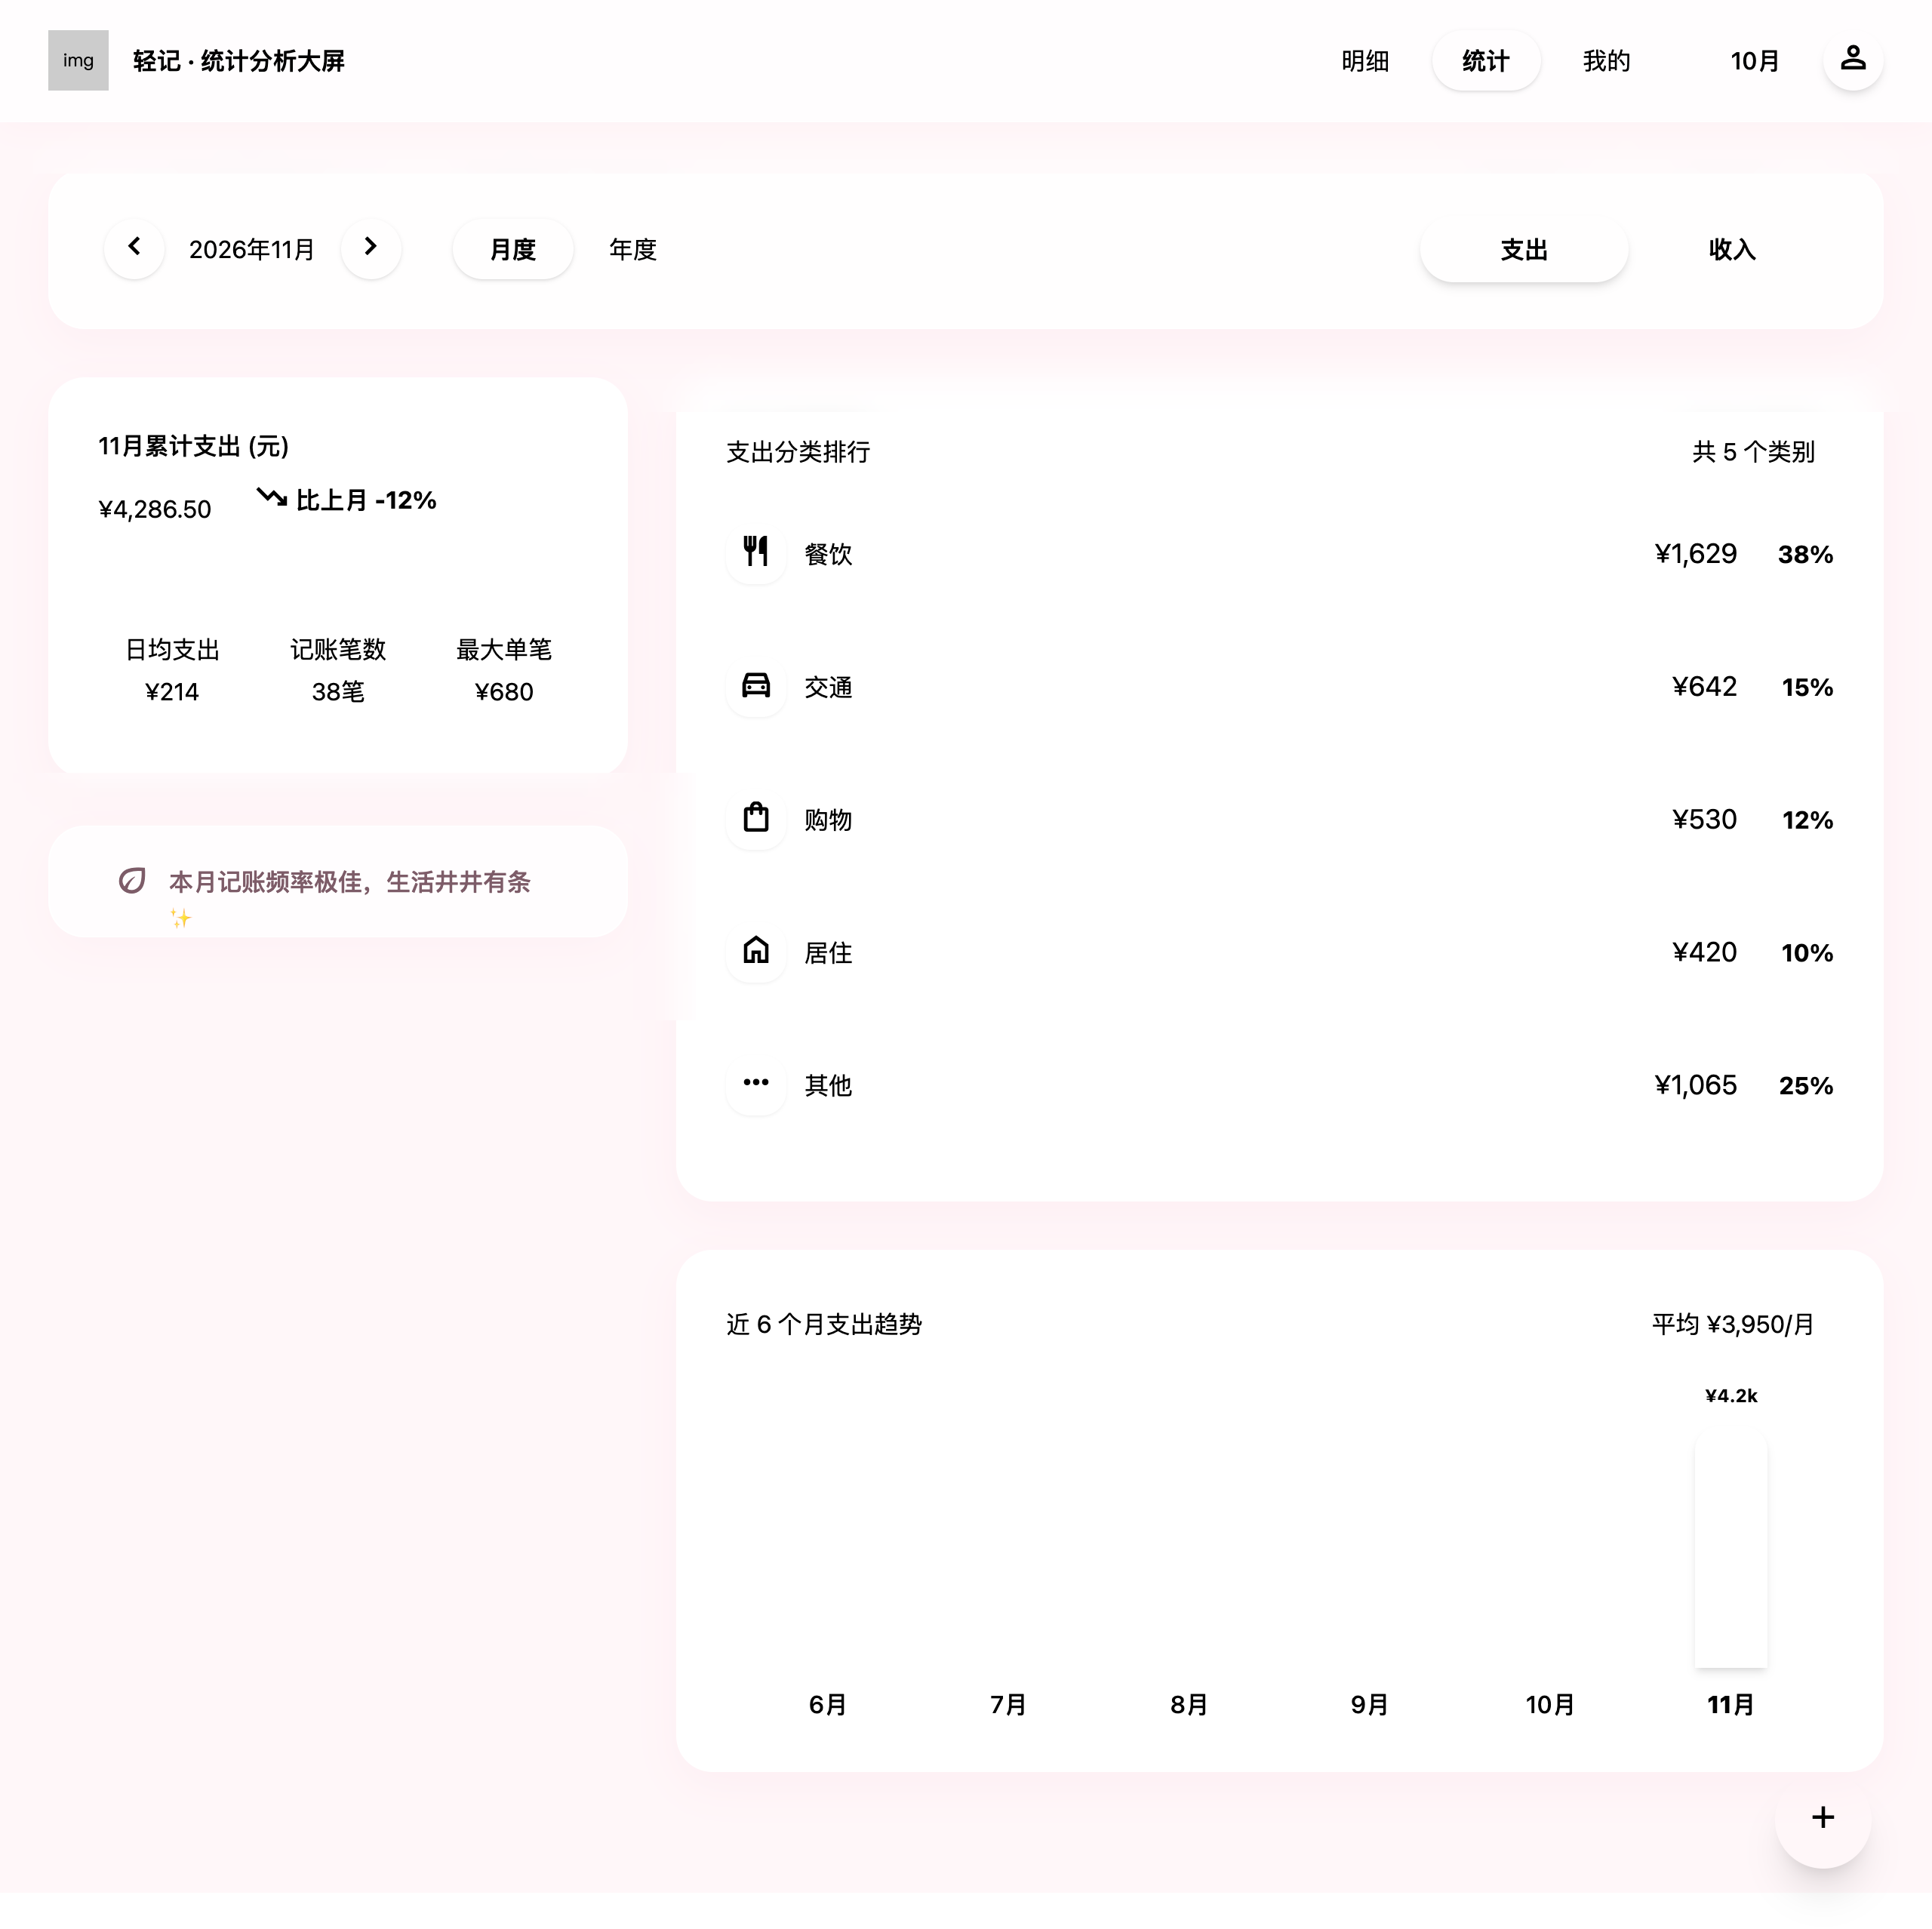 img
轻记 · 统计分析大屏
明细
统计
我的
10月
2026年11月
月度
年度
支出
收入
11月累计支出 (元)
¥4,286.50
比上月 -12%
日均支出
记账笔数
最大单笔
¥214
38笔
¥680
本月记账频率极佳，生活井井有条
✨
支出分类排行
共 5 个类别
餐饮
¥1,629
38%
交通
¥642
15%
购物
¥530
12%
居住
¥420
10%
其他
¥1,065
25%
近 6 个月支出趋势
平均 ¥3,950/月
¥4.2k
6月
7月
8月
9月
10月
11月